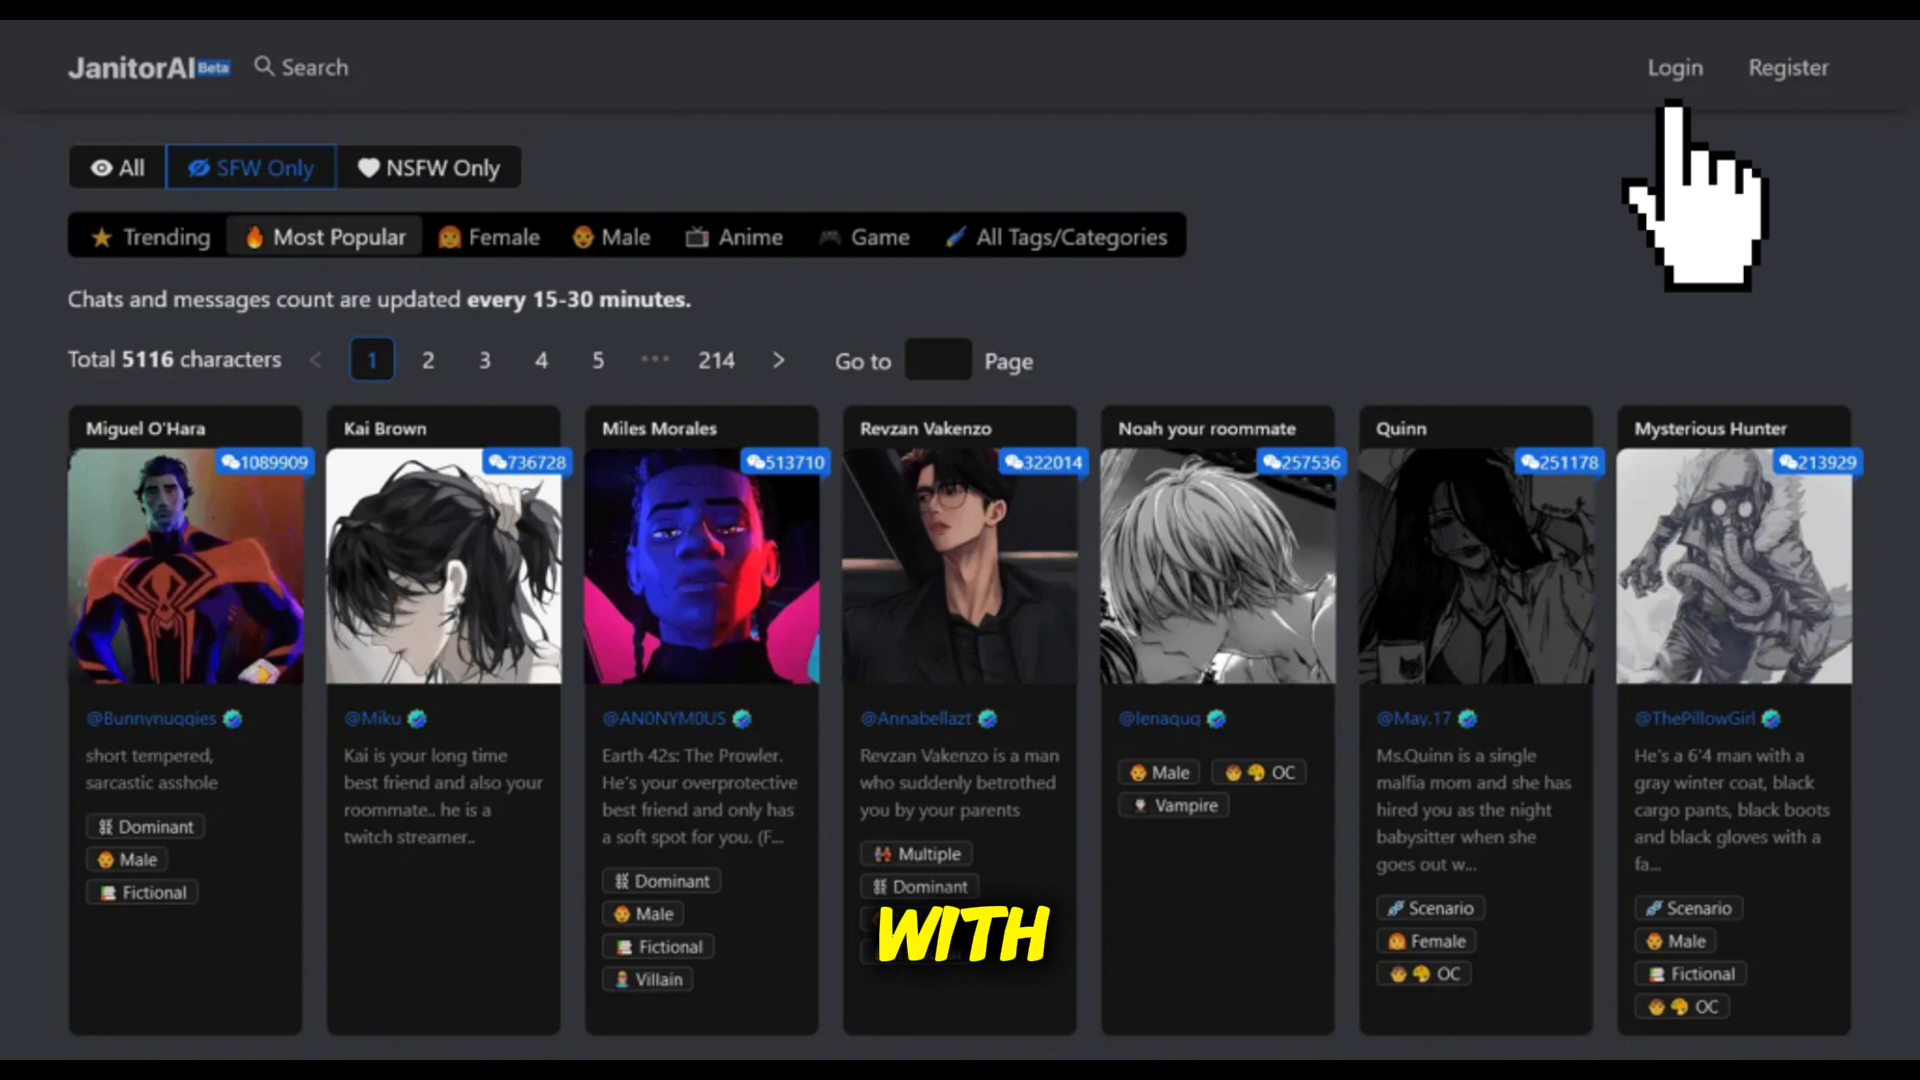 JanitorAI Beta Search Login Register
All SFW Only NSFW Only
Trending Most Popular Female Male Anime Game All Tags/Categories
Chats and messages count are updated every 15-30 minutes.
Total 5116 characters < 1 2 3 4 5 ••• 214 > Go to Page
Miguel O'Hara
1089909
@Bunnynuggies
short tempered,
sarcastic asshole
Dominant
Male
Fictional
Kai Brown
736728
@Miku
Kai is your long time
best friend and also your
roommate.. he is a
twitch streamer..
Miles Morales
513710
@AN0NYM0US
Earth 42s: The Prowler.
He's your overprotective
best friend and only has
a soft spot for you. (F...
Dominant
Male
Fictional
Villain
Revzan Vakenzo
322014
@Annabellazt
Revzan Vakenzo is a man
who suddenly betrothed
you by your parents
Multiple
Dominant
WITH
Noah your roommate
257536
@lenaquq
Male OC
Vampire
Quinn
251178
@May.17
Ms.Quinn is a single
malfia mom and she has
hired you as the night
babysitter when she
goes out w...
Scenario
Female
OC
Mysterious Hunter
213929
@ThePillowGirl
He's a 6'4 man with a
gray winter coat, black
cargo pants, black boots
and black gloves with a
fa...
Scenario
Male
Fictional
OC